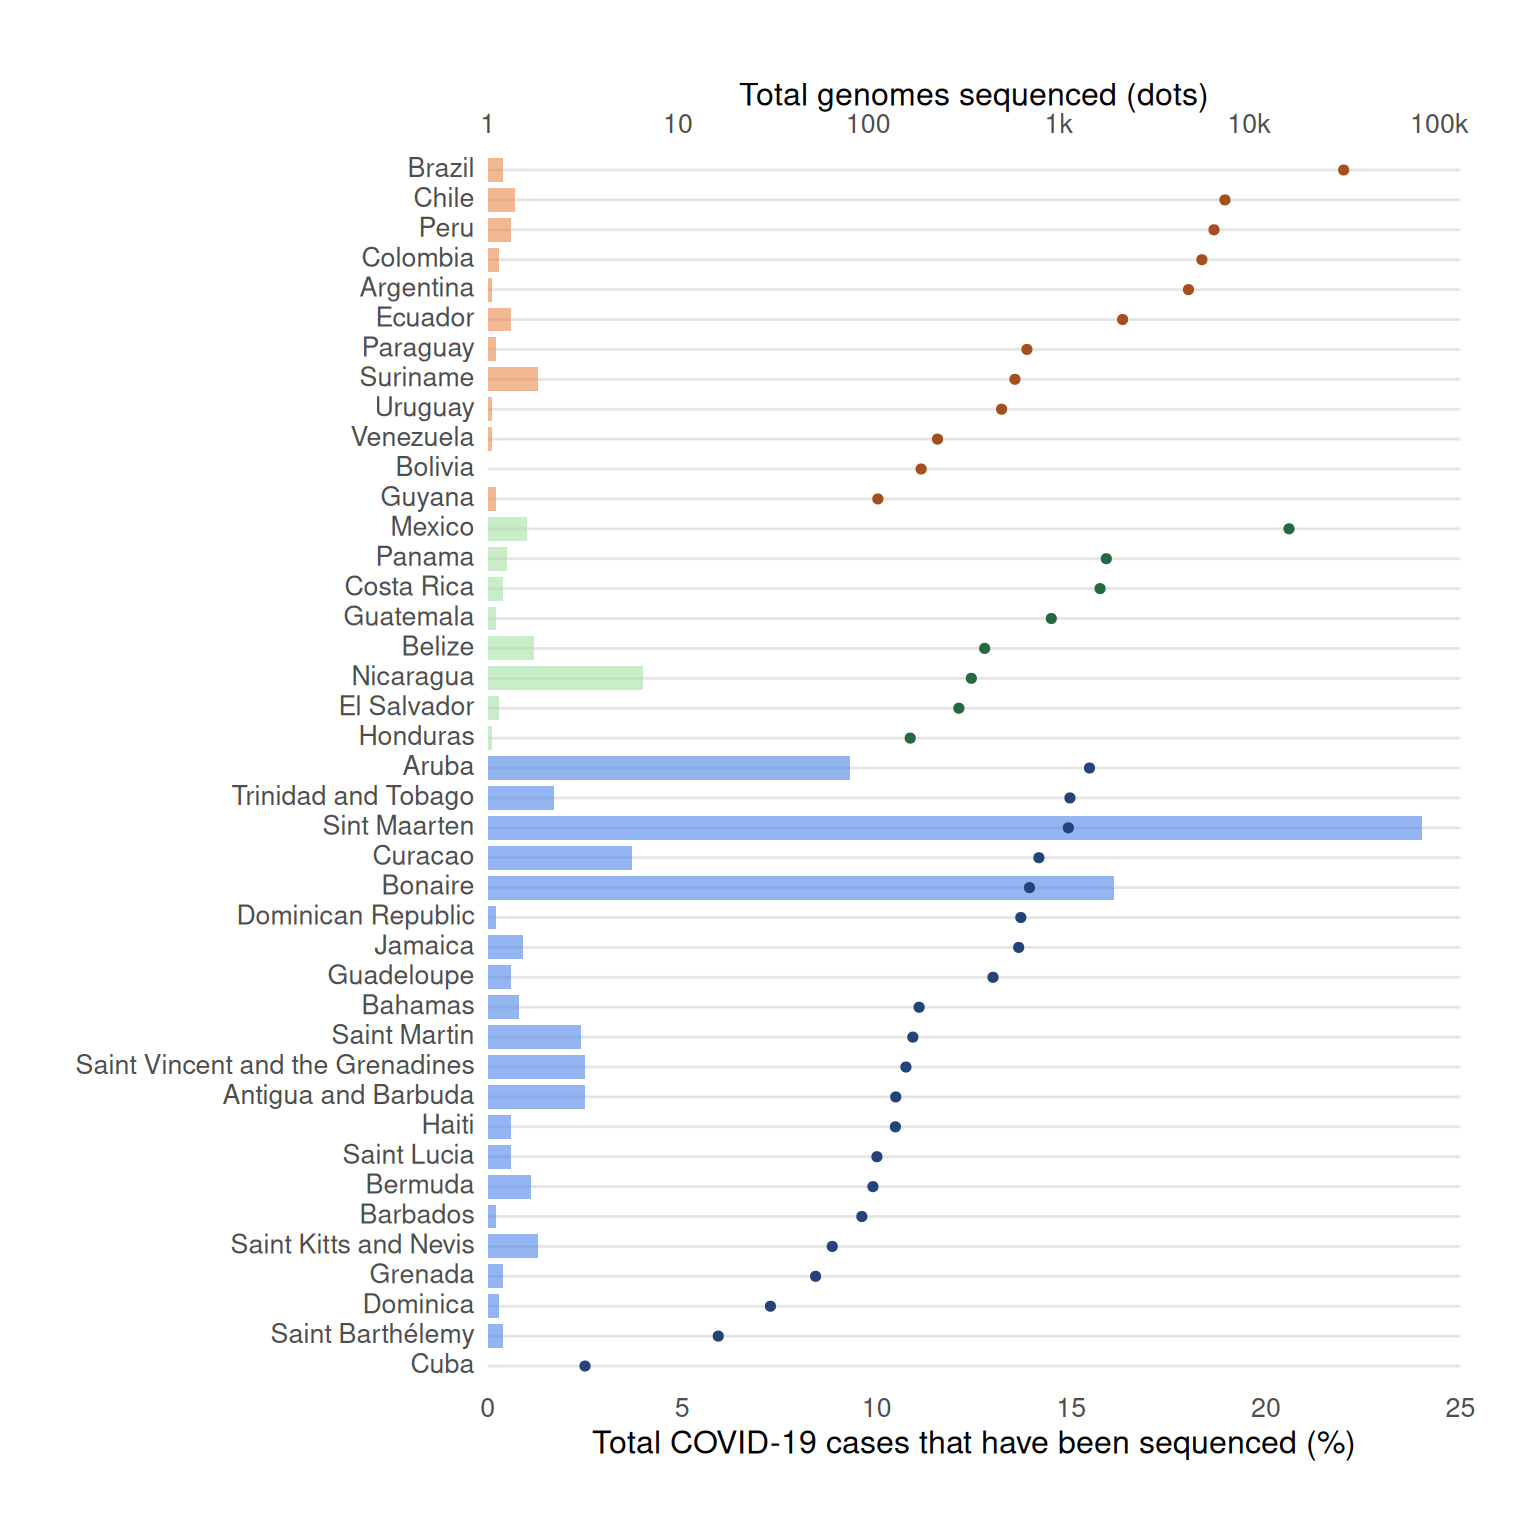 Total genomes sequenced (dots)
1 10 100 1k 10k 100k
Brazil
Chile
Peru
Colombia
Argentina
Ecuador
Paraguay
Suriname
Uruguay
Venezuela
Bolivia
Guyana
Mexico
Panama
Costa Rica
Guatemala
Belize
Nicaragua
El Salvador
Honduras
Aruba
Trinidad and Tobago
Sint Maarten
Curacao
Bonaire
Dominican Republic
Jamaica
Guadeloupe
Bahamas
Saint Martin
Saint Vincent and the Grenadines
Antigua and Barbuda
Haiti
Saint Lucia
Bermuda
Barbados
Saint Kitts and Nevis
Grenada
Dominica
Saint Barthélemy
Cuba
0 5 10 15 20 25
Total COVID-19 cases that have been sequenced (%)